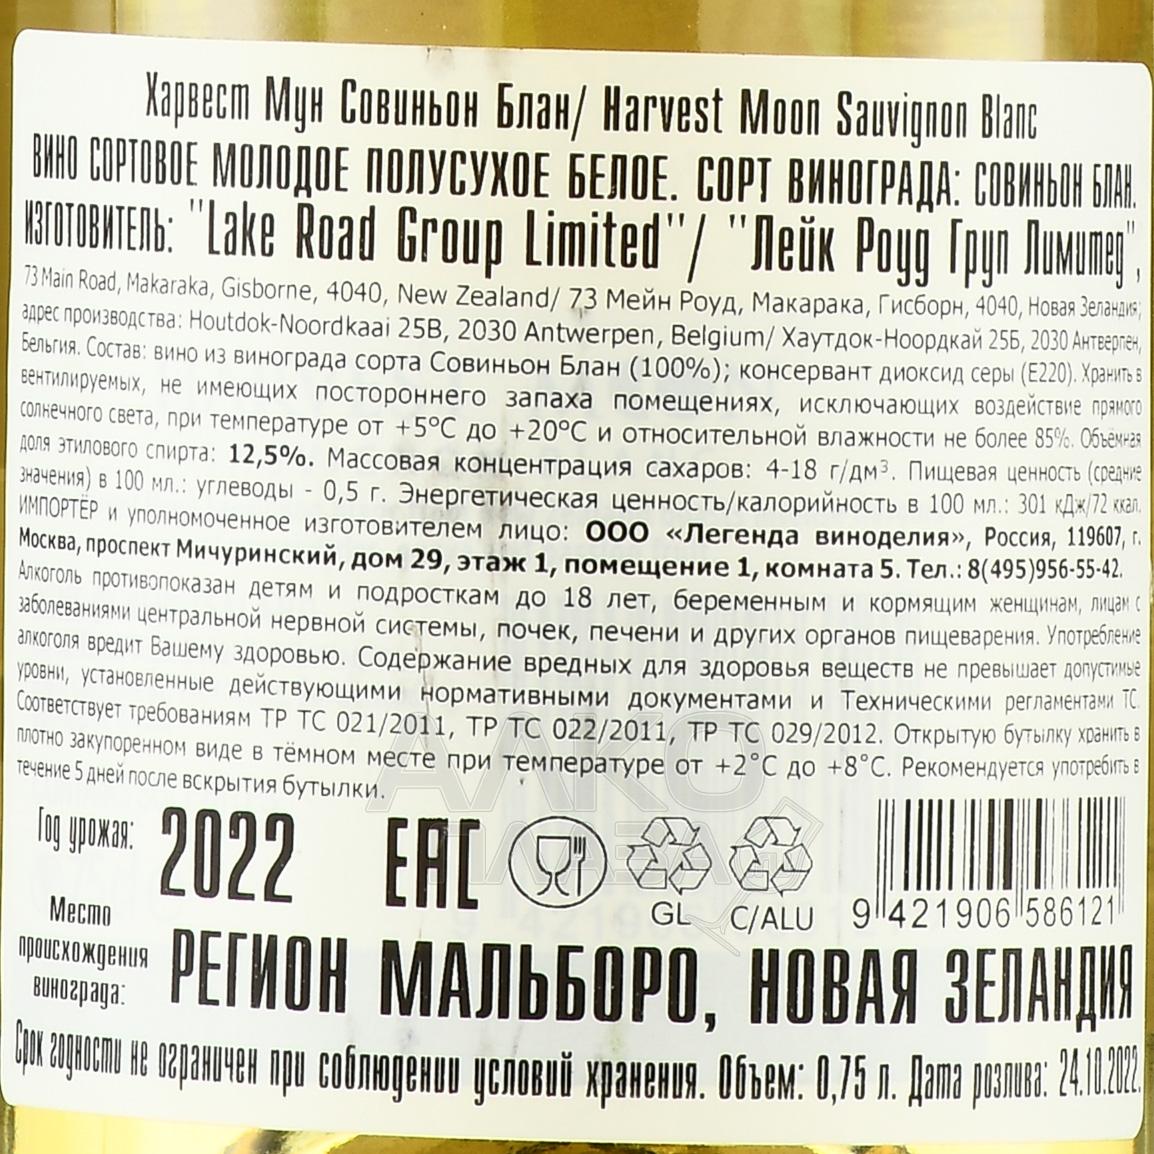 Харвест Мун Совиньон Блан/ Harvest Moon Sauvignon Blanc
ВИНО СОРТОВОЕ МОЛОДОЕ ПОЛУСУХОЕ БЕЛОЕ. СОРТ ВИНОГРАДА: СОВИНЬОН БЛАН.
ИЗГОТОВИТЕЛЬ: "Lake Road Group Limited"/ "Лейк Роуд Груп Лимитед",
73 Main Road, Makaraka, Gisborne, 4040, New Zealand/ 73 Мейн Роуд, Макарака, Гисборн, 4040, Новая Зеландия;
адрес производства: Houtdok-Noordkaai 25B, 2030 Antwerpen, Belgium/ Хаутдок-Ноордкай 25Б, 2030 Антверпен,
Бельгия. Состав: вино из винограда сорта Совиньон Блан (100%); консервант диоксид серы (Е220). Хранить в
вентилируемых, не имеющих постороннего запаха помещениях, исключающих воздействие прямого
солнечного света, при температуре от +5°С до +20°С и относительной влажности не более 85%. Объёмная
доля этилового спирта: 12,5%. Массовая концентрация сахаров: 4-18 г/дм³. Пищевая ценность (средние
значения) в 100 мл.: углеводы - 0,5 г. Энергетическая ценность/калорийность в 100 мл.: 301 кДж/72 ккал.
ИМПОРТЁР и уполномоченное изготовителем лицо: ООО «Легенда виноделия», Россия, 119607, г.
Москва, проспект Мичуринский, дом 29, этаж 1, помещение 1, комната 5. Тел.: 8(495)956-55-42.
Алкоголь противопоказан детям и подросткам до 18 лет, беременным и кормящим женщинам, лицам с
заболеваниями центральной нервной системы, почек, печени и других органов пищеварения. Употребление
алкоголя вредит Вашему здоровью. Содержание вредных для здоровья веществ не превышает допустимые
уровни, установленные действующими нормативными документами и Техническими регламентами ТС.
Соответствует требованиям ТР ТС 021/2011, ТР ТС 022/2011, ТР ТС 029/2012. Открытую бутылку хранить в
плотно закупоренном виде в тёмном месте при температуре от +2°С до +8°С. Рекомендуется употребить в
течение 5 дней после вскрытия бутылки.
Год урожая: 2022 ЕАС
GL C/ALU 9 421906 586121
Место
происхождения
винограда:
РЕГИОН МАЛЬБОРО, НОВАЯ ЗЕЛАНДИЯ
Срок годности не ограничен при соблюдении условий хранения. Объем: 0,75 л. Дата розлива: 24.10.2022.